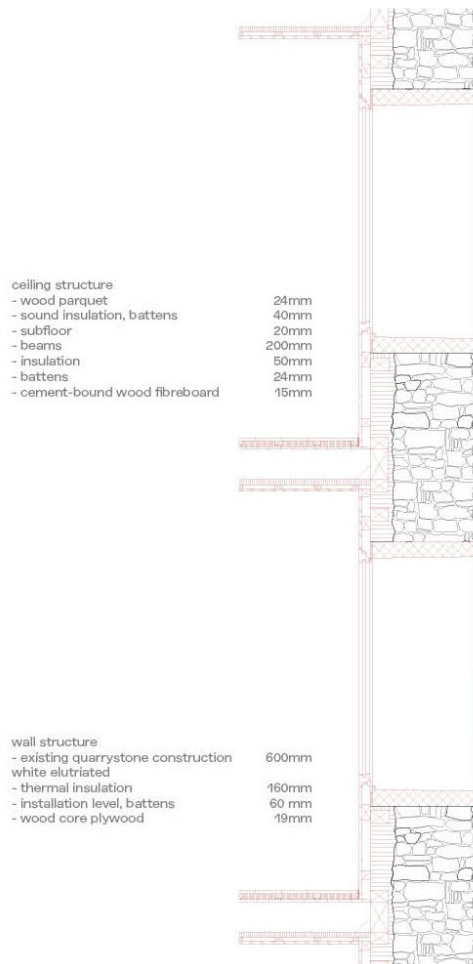 ceiling structure
- wood parquet 24mm
- sound insulation, battens 40mm
- subfloor 20mm
- beams 200mm
- insulation 50mm
- battens 24mm
- cement-bound wood fibreboard 15mm
wall structure
- existing quarrystone construction 600mm
white elutriated
- thermal insulation 160mm
- installation level, battens 60 mm
- wood core plywood 19mm